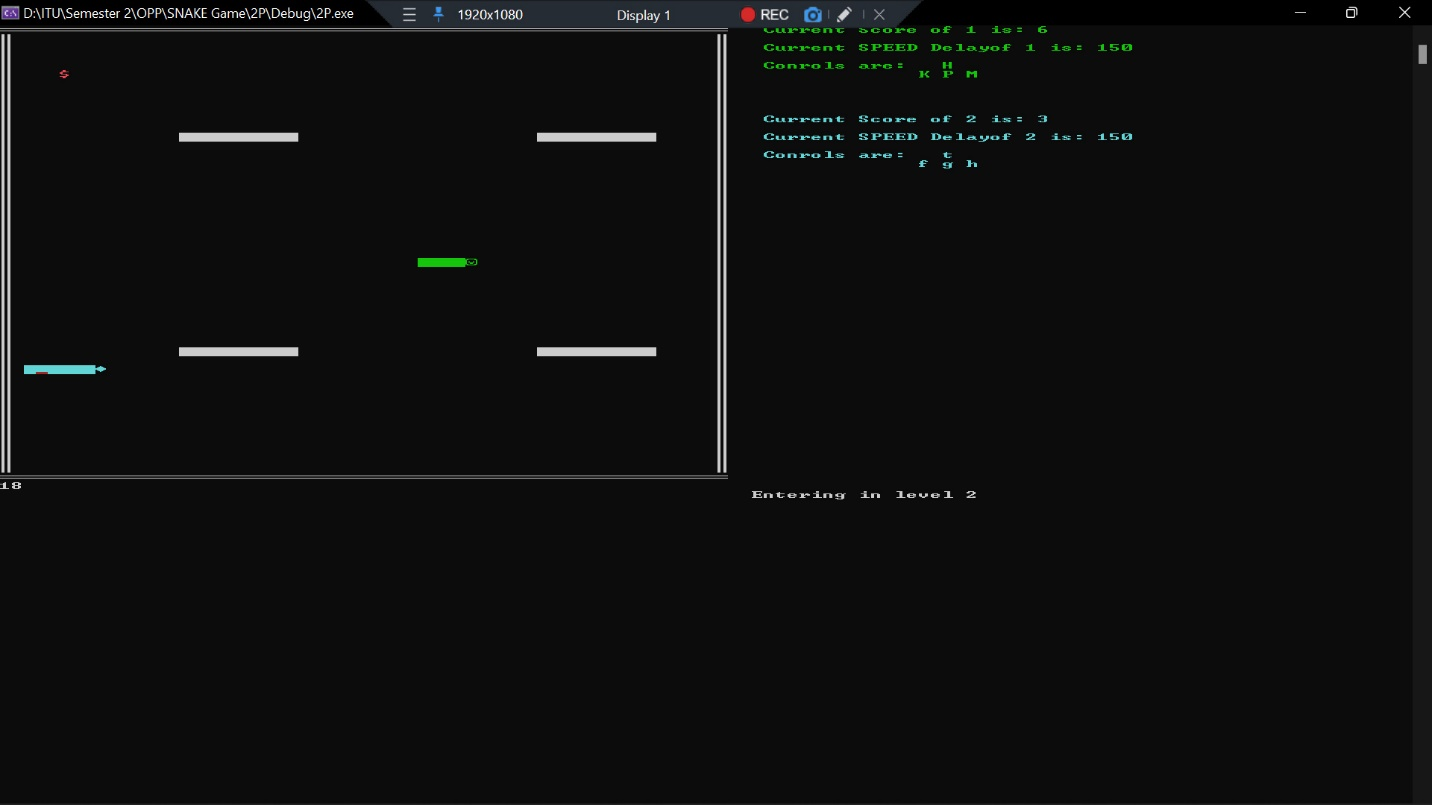 D:\ITU\Semester 2\OPP\SNAKE Game\2P\Debug\2P.exe
1920x1080
Display 1
REC
Current Score of 1 is: 6
Current SPEED Delayof 1 is: 150
Conrols are: H
K P M
$
Current Score of 2 is: 3
Current SPEED Delayof 2 is: 150
Conrols are: t
f g h
18
Entering in level 2